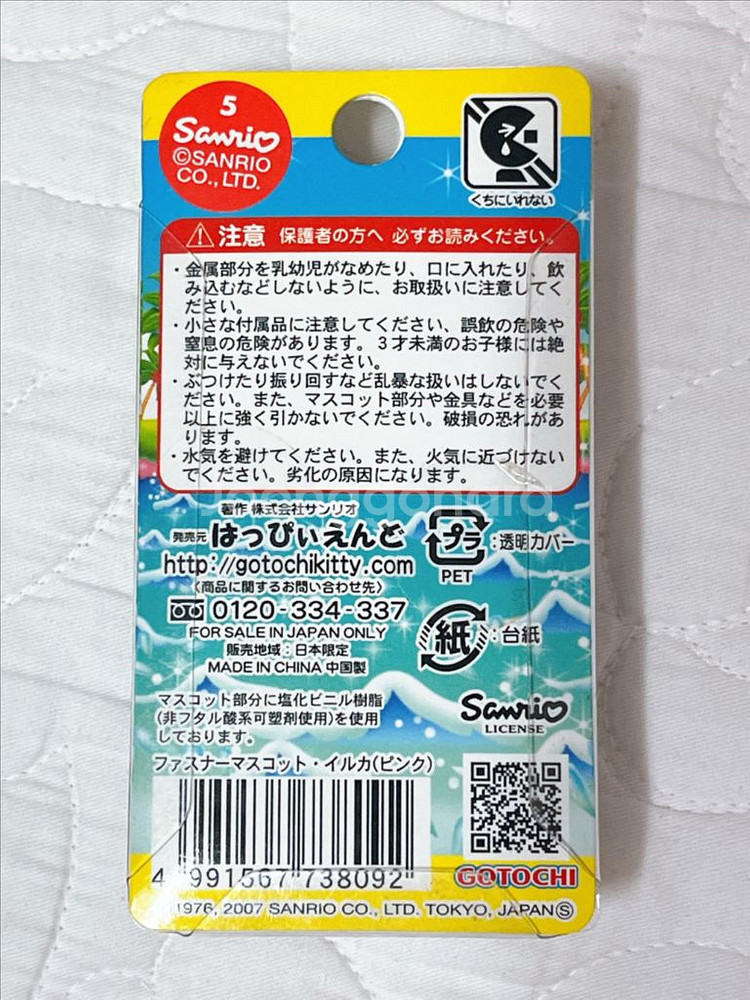 5
Sanrio
©SANRIO
CO., LTD.
くちにいれない
注意 保護者の方へ 必ずお読みください。
・金属部分を乳幼児がなめたり、口に入れたり、飲
み込むなどしないように、お取扱いに注意してく
ださい。
・小さな付属品に注意してください、誤飲の危険や
窒息の危険があります。3才未満のお子様には絶
対に与えないでください。
・ぶつけたり振り回すなど乱暴な扱いはしないでく
ださい。また、マスコット部分や金具などを必要
以上に強く引かないでください。破損の恐れがあ
ります。
・水気を避けてください。また、火気に近づけない
でください。劣化の原因になります。
著作 株式会社サンリオ
発売元 はっぴぃえんど
http://gotochikitty.com
〈商品に関するお問い合わせ先〉
0120-334-337
FOR SALE IN JAPAN ONLY
販売地域:日本限定
MADE IN CHINA 中国製
プラ :透明カバー
PET
紙 :台紙
マスコット部分に塩化ビニル樹脂
(非フタル酸系可塑剤使用)を使用
しております。
Sanrio
LICENSE
ファスナーマスコット・イルカ(ピンク)
4 991567 738092
GOTOCHI
1976, 2007 SANRIO CO., LTD. TOKYO, JAPAN Ⓢ